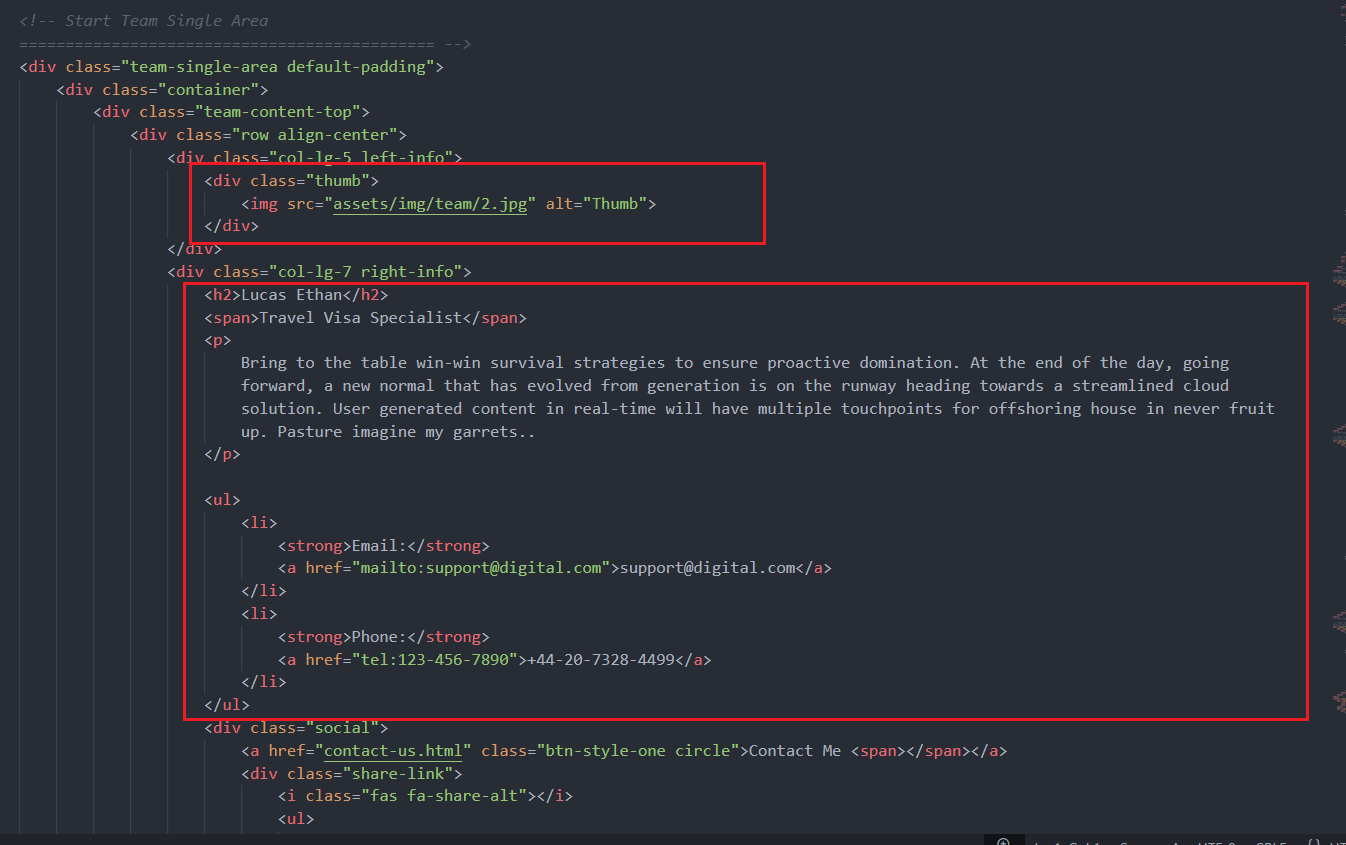 <!-- Start Team Single Area
============================================= -->
<div class="team-single-area default-padding">
<div class="container">
<div class="team-content-top">
<div class="row align-center">
<div class="col-lg-5 left-info">
<div class="thumb">
<img src="assets/img/team/2.jpg" alt="Thumb">
</div>
</div>
<div class="col-lg-7 right-info">
<h2>Lucas Ethan</h2>
<span>Travel Visa Specialist</span>
<p>
Bring to the table win-win survival strategies to ensure proactive domination. At the end of the day, going
forward, a new normal that has evolved from generation is on the runway heading towards a streamlined cloud
solution. User generated content in real-time will have multiple touchpoints for offshoring house in never fruit
up. Pasture imagine my garrets..
</p>
<ul>
<li>
<strong>Email:</strong>
<a href="mailto:support@digital.com">support@digital.com</a>
</li>
<li>
<strong>Phone:</strong>
<a href="tel:123-456-7890">+44-20-7328-4499</a>
</li>
</ul>
<div class="social">
<a href="contact-us.html" class="btn-style-one circle">Contact Me <span></span></a>
<div class="share-link">
<i class="fas fa-share-alt"></i>
<ul>